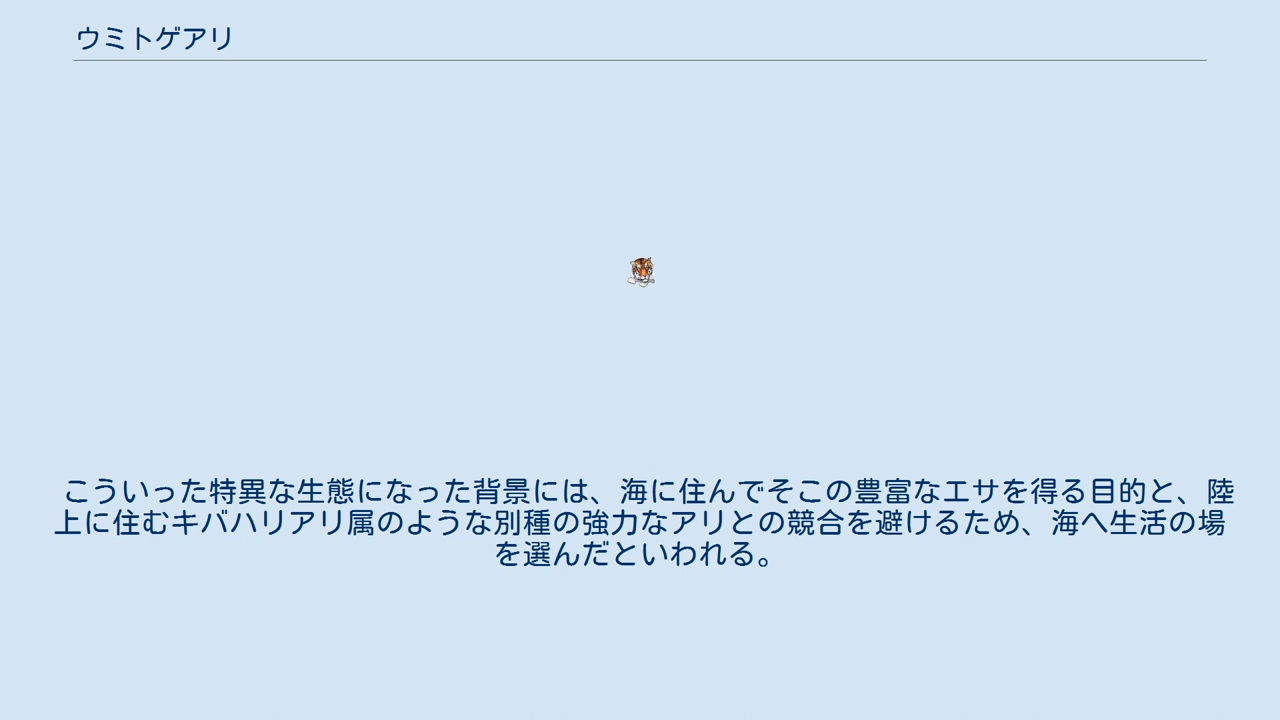 ウミトゲアリ
こういった特異な生態になった背景には、海に住んでそこの豊富なエサを得る目的と、陸
上に住むキバハリアリ属のような別種の強力なアリとの競合を避けるため、海へ生活の場
を選んだといわれる。